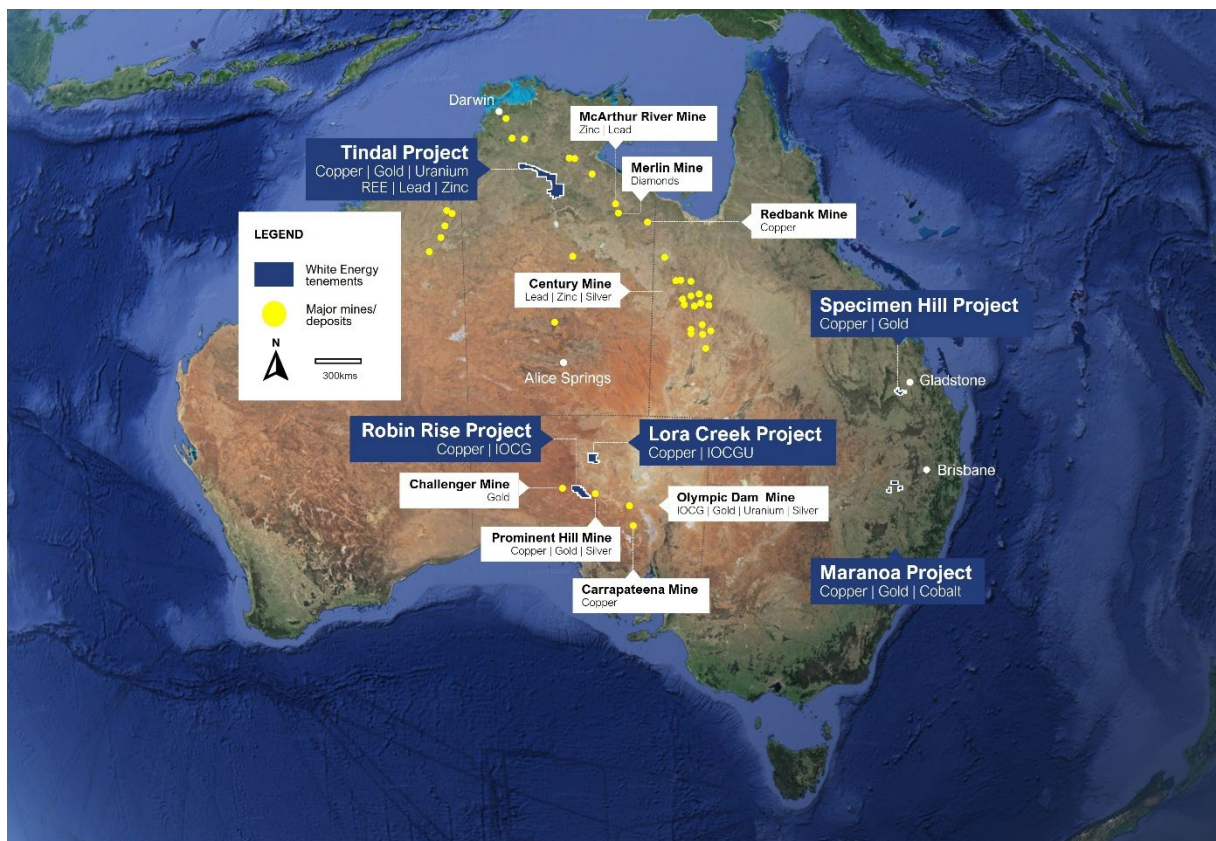 Darwin
McArthur River Mine
Zinc | Lead
Tindal Project
Copper | Gold | Uranium
REE | Lead | Zinc
Merlin Mine
Diamonds
Redbank Mine
Copper
LEGEND
White Energy
tenements
Major mines/
deposits
N
300kms
Century Mine
Lead | Zinc | Silver
Specimen Hill Project
Copper | Gold
Alice Springs
Gladstone
Robin Rise Project
Copper | IOCG
Lora Creek Project
Copper | IOCGU
Brisbane
Challenger Mine
Gold
Olympic Dam Mine
IOCG | Gold | Uranium | Silver
Prominent Hill Mine
Copper | Gold | Silver
Carrapateena Mine
Copper
Maranoa Project
Copper | Gold | Cobalt